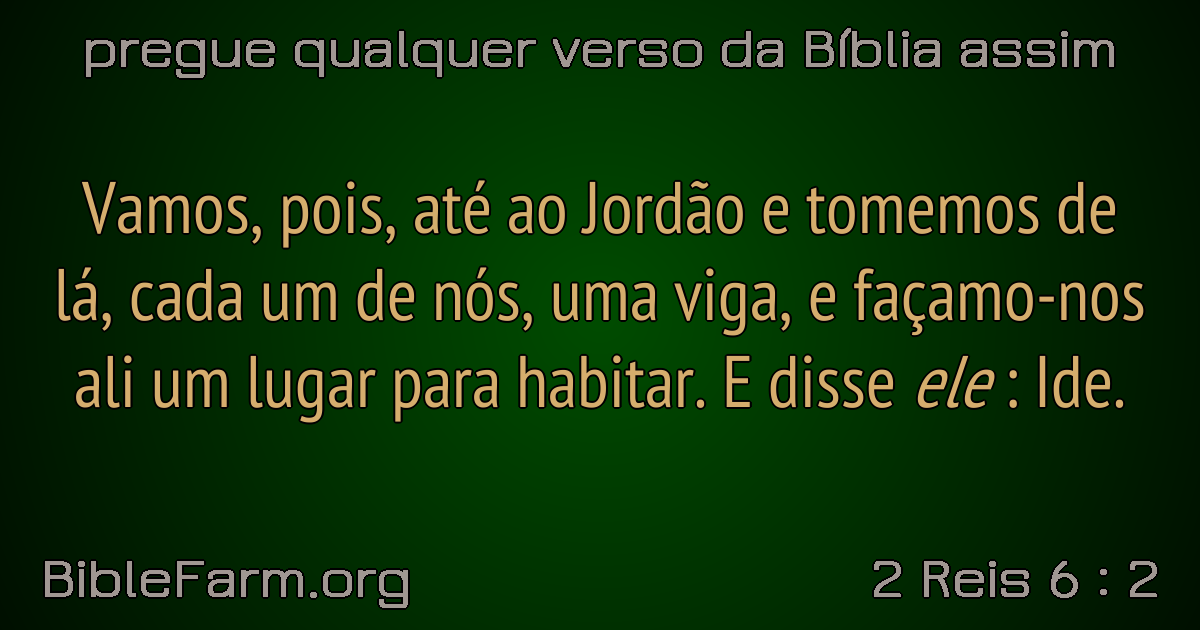 pregue qualquer verso da Bíblia assim
Vamos, pois, até ao Jordão e tomemos de
lá, cada um de nós, uma viga, e façamo-nos
ali um lugar para habitar. E disse ele : Ide.
BibleFarm.org
2 Reis 6 : 2